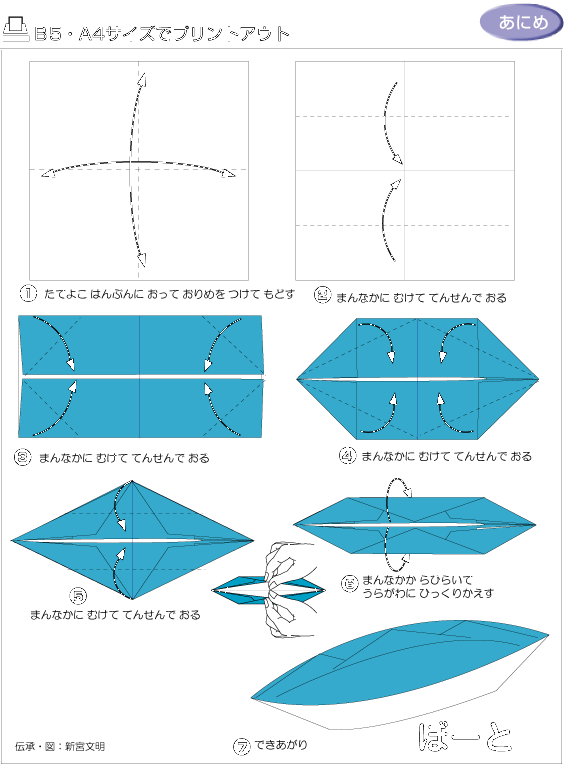 あにめ
B5・A4サイズでプリントアウト
① たてよこ はんぶんに おって おりめを つけて もどす
② まんなかに むけて てんせんで おる
③ まんなかに むけて てんせんで おる
④ まんなかに むけて てんせんで おる
⑤
まんなかに むけて てんせんで おる
⑥ まんなかか らひらいて
うらがわに ひっくりかえす
⑦ できあがり
ぼーと
伝承・図：新宮文明